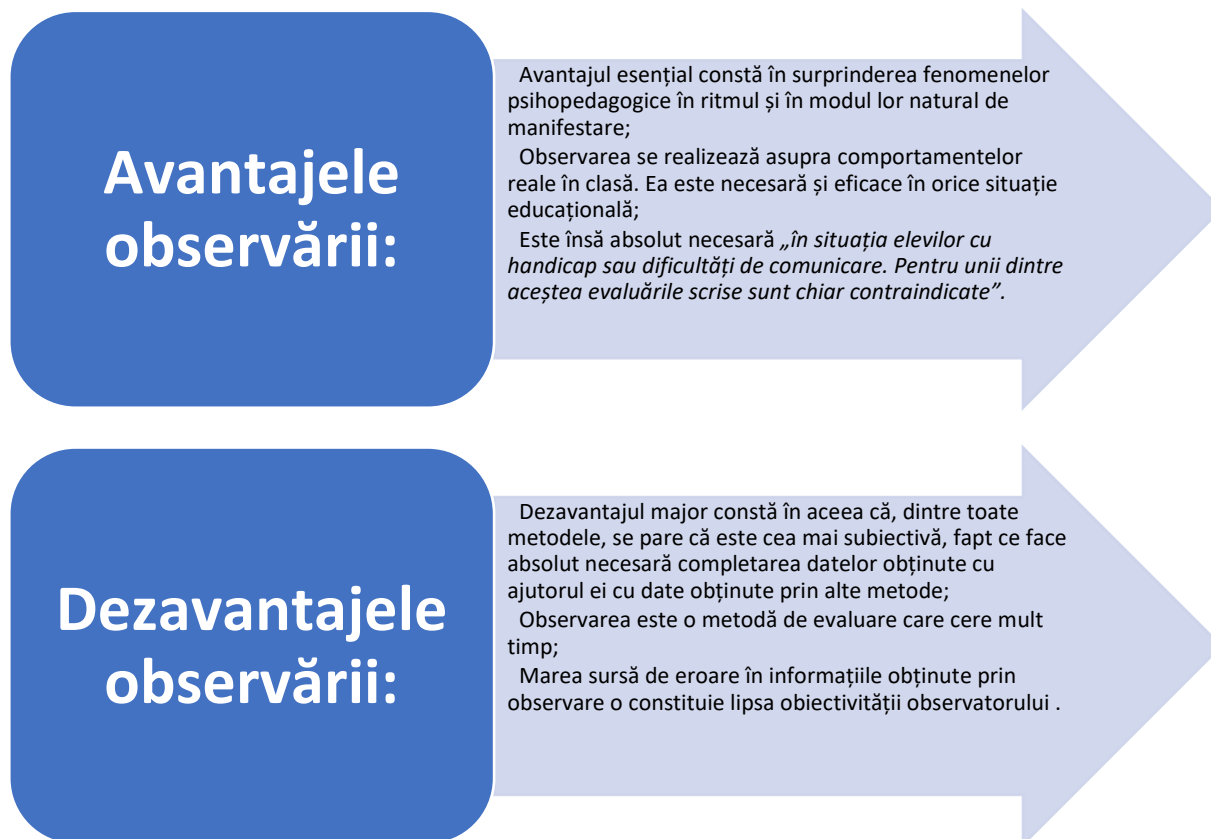 Avantajele
observării:
Avantajul esențial constă în surprinderea fenomenelor
psihopedagogice în ritmul și în modul lor natural de
manifestare;
Observarea se realizează asupra comportamentelor
reale în clasă. Ea este necesară și eficace în orice situație
educațională;
Este însă absolut necesară „în situația elevilor cu
handicap sau dificultăți de comunicare. Pentru unii dintre
aceștea evaluările scrise sunt chiar contraindicate”.
Dezavantajele
observării:
Dezavantajul major constă în aceea că, dintre toate
metodele, se pare că este cea mai subiectivă, fapt ce face
absolut necesară completarea datelor obținute cu
ajutorul ei cu date obținute prin alte metode;
Observarea este o metodă de evaluare care cere mult
timp;
Marea sursă de eroare în informațiile obținute prin
observare o constituie lipsa obiectivității observatorului .